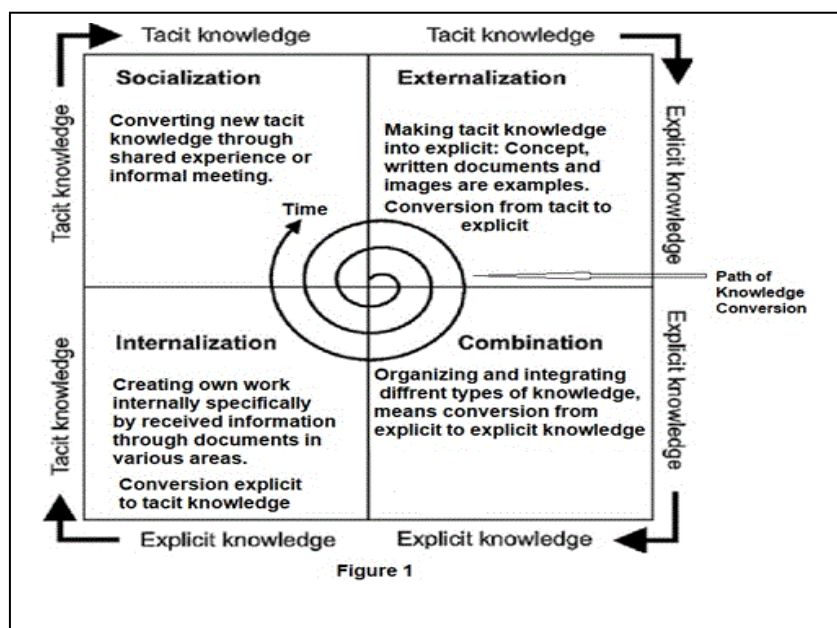 Tacit knowledge
Tacit knowledge
Tacit knowledge
Socialization
Converting new tacit
knowledge through
shared experience or
informal meeting.
Externalization
Making tacit knowledge
into explicit: Concept,
written documents and
images are examples.
Conversion from tacit to
explicit
Explicit knowledge
Time
Path of
Knowledge
Conversion
Tacit knowledge
Internalization
Creating own work
internally specifically
by received information
through documents in
various areas.
Conversion explicit
to tacit knowledge
Combination
Organizing and integrating
diffrent types of knowledge,
means conversion from
explicit to explicit knowledge
Explicit knowledge
Explicit knowledge
Explicit knowledge
Figure 1